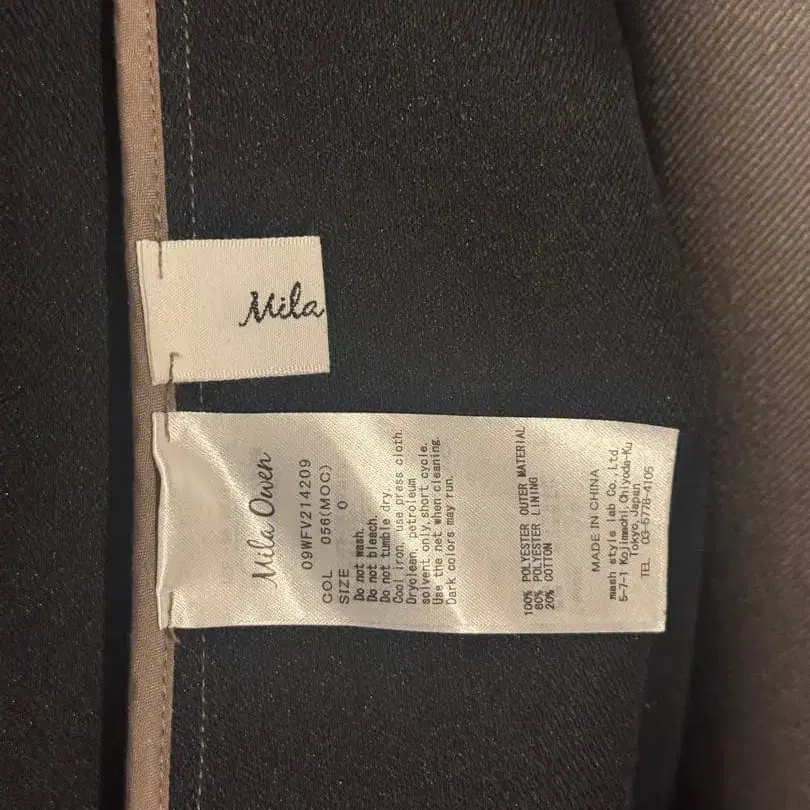 Mila
Mila Owen
09WFV214209
COL 056(MOC)
SIZE 0
Do not wash.
Do not bleach.
Do not tumble dry.
Cool iron, use press cloth.
Dryclean, petroleum
solvent only,short cycle.
Use the net when cleaning.
Dark colors may run.
100% POLYESTER OUTER MATERIAL
80% POLYESTER LINING
20% COTTON
MADE IN CHINA
mash style lab Co., Ltd.
5-7-1 Kojimachi,Chiyoda-Ku
Tokyo,Japan
TEL 03-5778-4105